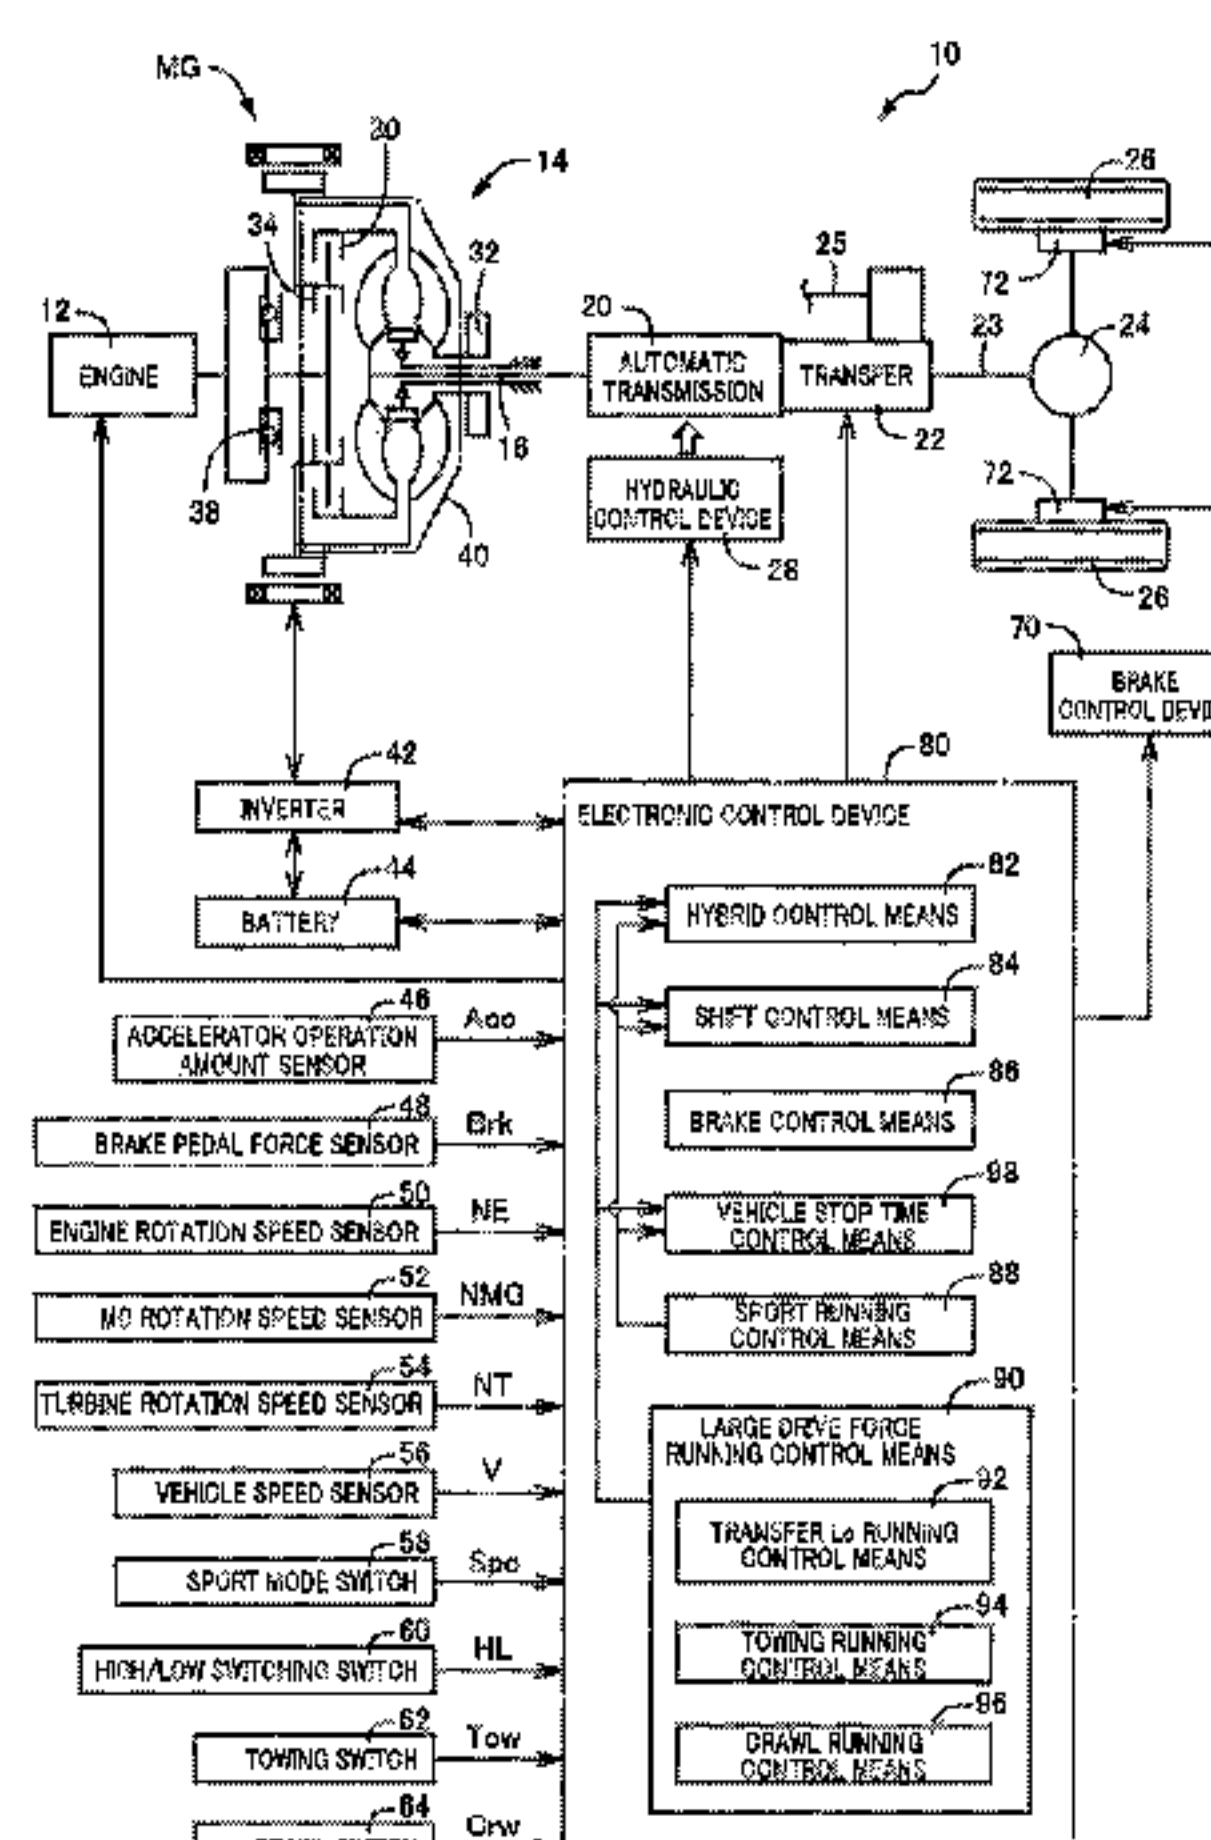 MG
10
30
14
26
34
32
25
72
12
20
23
24
ENGINE
AUTOMATIC
TRANSMISSION
TRANSFER
16
22
38
72
HYDRAULIC
CONTROL DEVICE
40
28
26
70
BRAKE
CONTROL DEVI
42
80
INVERTER
ELECTRONIC CONTROL DEVICE
44
82
BATTERY
HYBRID CONTROL MEANS
84
46
Acc
SHIFT CONTROL MEANS
ACCELERATOR OPERATION
AMOUNT SENSOR
86
48
Brk
BRAKE CONTROL MEANS
BRAKE PEDAL FORCE SENSOR
98
50
NE
VEHICLE STOP TIME
CONTROL MEANS
ENGINE ROTATION SPEED SENSOR
88
52
NMG
SPORT RUNNING
CONTROL MEANS
MG ROTATION SPEED SENSOR
54
NT
90
TURBINE ROTATION SPEED SENSOR
LARGE DRIVE FORCE
RUNNING CONTROL MEANS
56
V
92
VEHICLE SPEED SENSOR
TRANSFER Lo RUNNING
CONTROL MEANS
58
Spo
SPORT MODE SWITCH
94
60
HL
TOWING RUNNING
CONTROL MEANS
HIGH/LOW SWITCHING SWITCH
96
62
Tow
CRAWL RUNNING
CONTROL MEANS
TOWING SWITCH
64
Crw